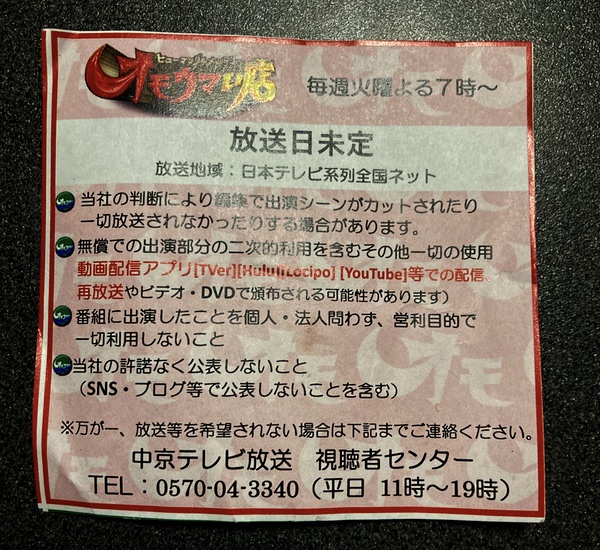 ヒューマングルメンタリー
オモウマい店
毎週火曜よる7時～
放送日未定
放送地域：日本テレビ系列全国ネット
当社の判断により編集で出演シーンがカットされたり
一切放送されなかったりする場合があります。
無償での出演部分の二次的利用を含むその他一切の使用
動画配信アプリ[TVer][Hulu][Locipo] [YouTube]等での配信、
再放送やビデオ・DVDで頒布される可能性があります）
番組に出演したことを個人・法人問わず、営利目的で
一切利用しないこと
当社の許諾なく公表しないこと
（SNS・ブログ等で公表しないことを含む）
※万が一、放送等を希望されない場合は下記までご連絡ください。
中京テレビ放送　視聴者センター
TEL：0570-04-3340（平日 11時～19時）